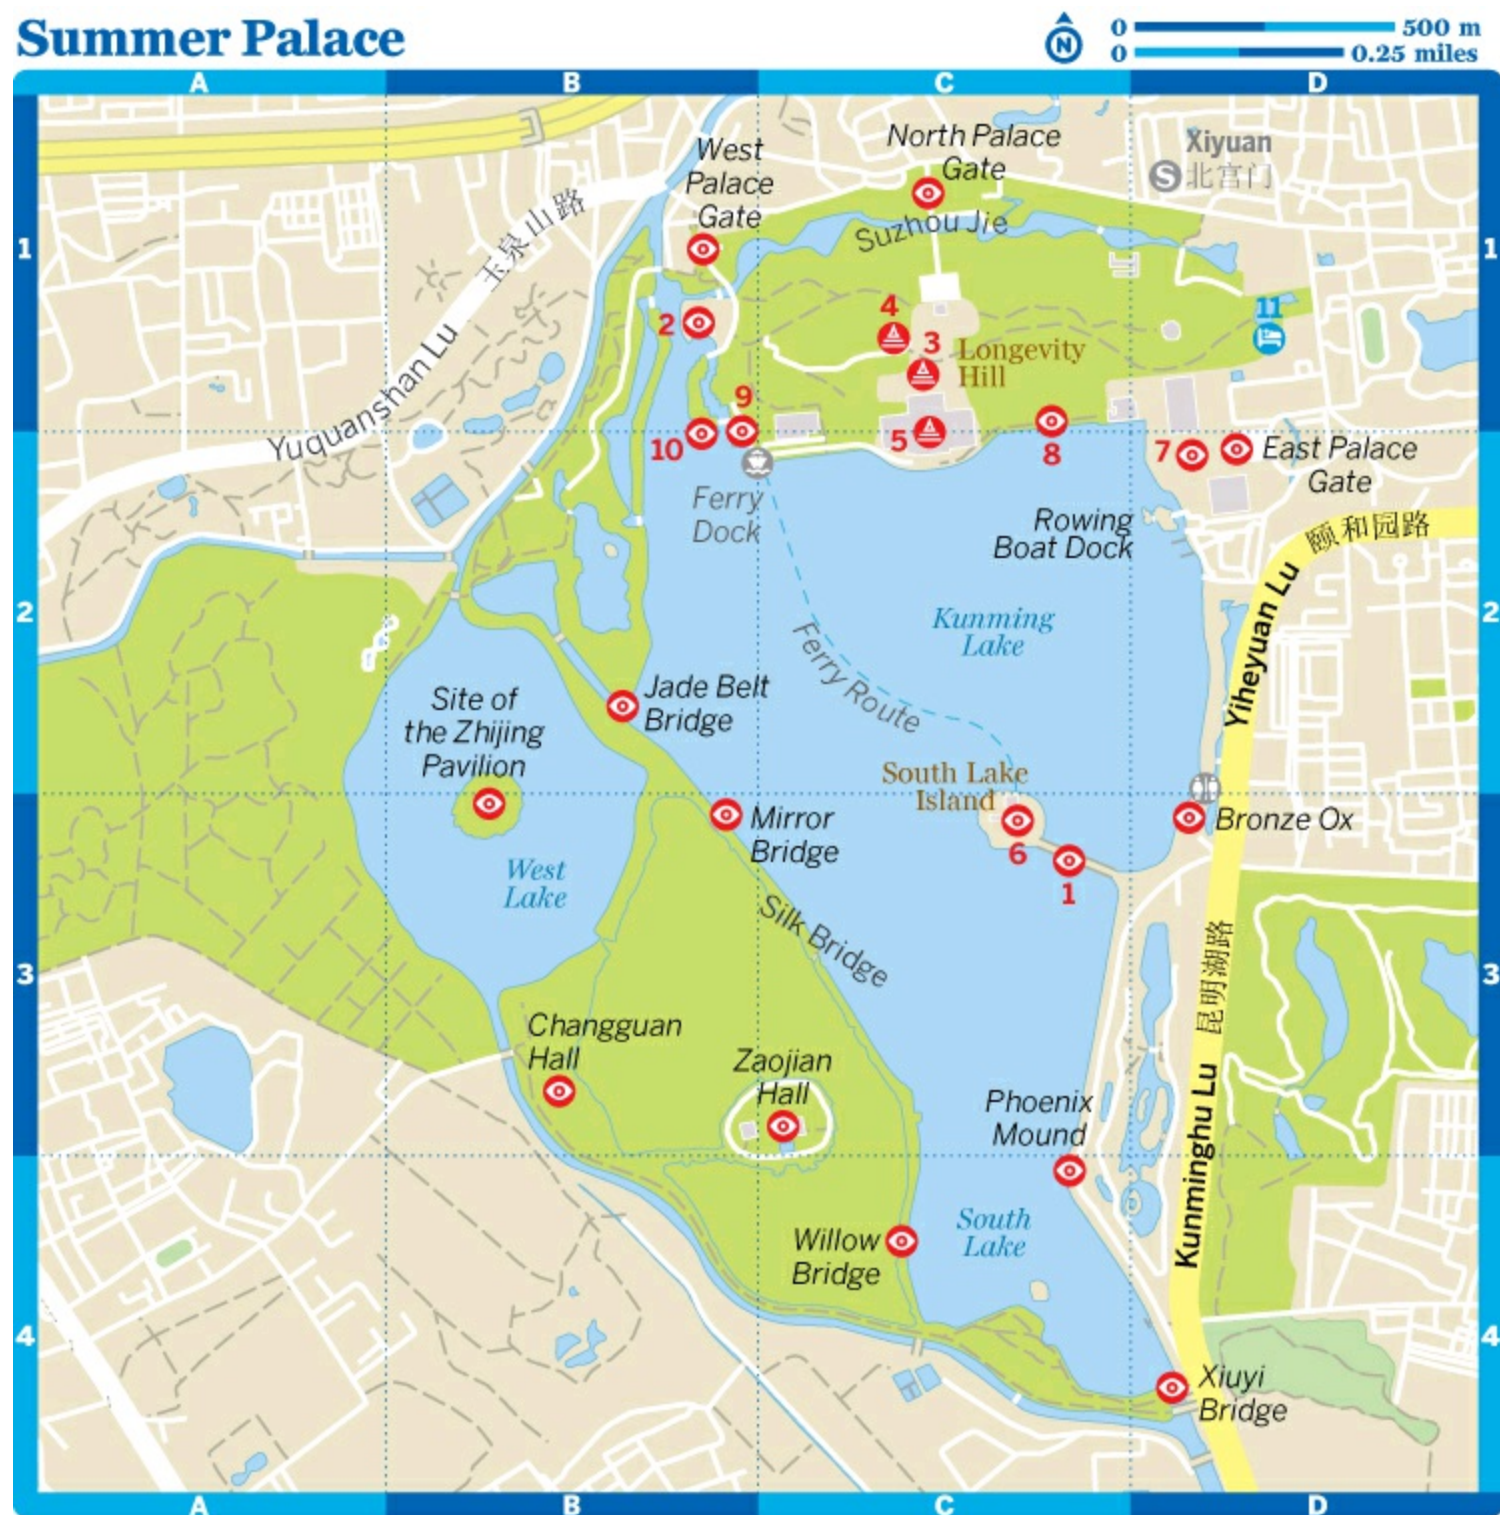 Summer Palace
N
0 500 m
0 0.25 miles
A B C D
1
1
2
2
3
3
4
4
A B C D
West
Palace
Gate
North Palace
Gate
Xiyuan
S 北宫门
Suzhou Jie
玉泉山路
Yuquanshan Lu
2
4
3
Longevity
Hill
11
9
10
5
8
7
East Palace
Gate
Ferry
Dock
Rowing
Boat Dock
颐和园路
Yiheyuan Lu
Kunming
Lake
Ferry Route
Jade Belt
Bridge
Site of
the Zhijing
Pavilion
South Lake
Island
6
1
Bronze Ox
Mirror
Bridge
West
Lake
Silk Bridge
昆明湖路
Kunminghu Lu
Changguan
Hall
Zaojian
Hall
Phoenix
Mound
Willow
Bridge
South
Lake
Xiuyi
Bridge